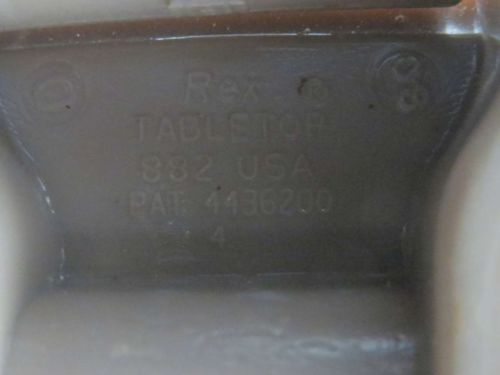 Rex ®
TABLETOP
882 USA
PAT. 4436200
4